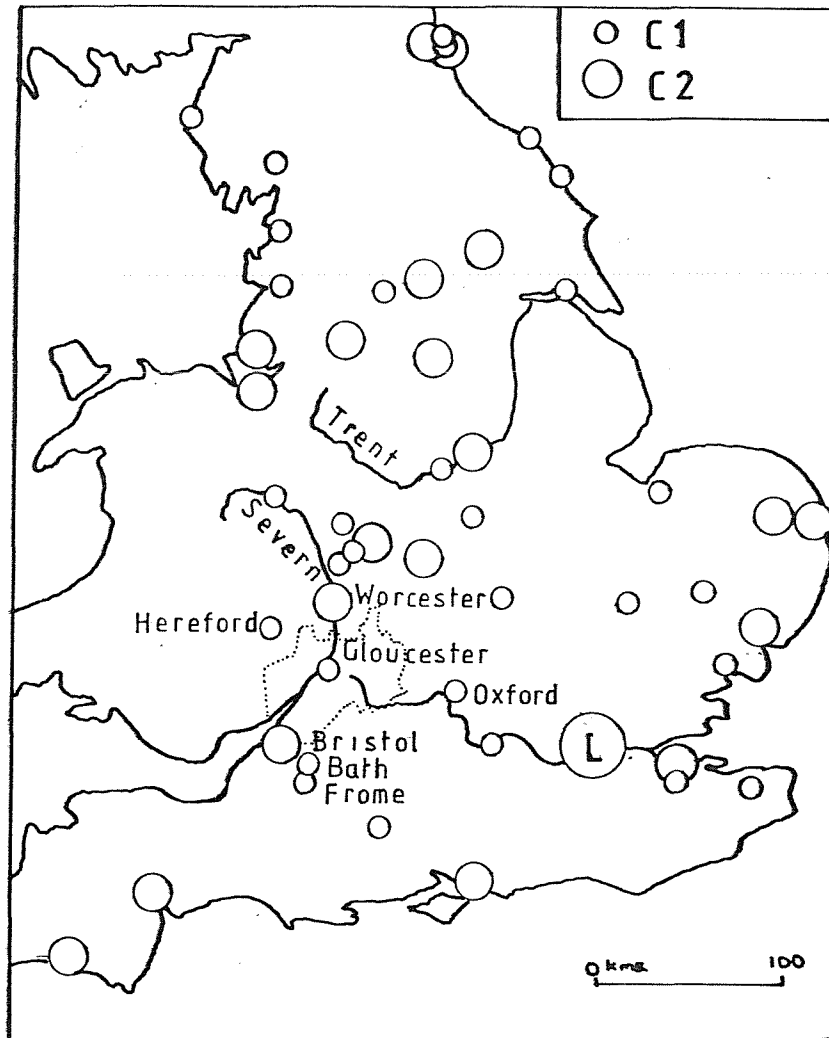 C1
C2
Trent
Severn
Worcester
Hereford
Gloucester
Oxford
Bristol
L
Bath
Frome
0 kms 100